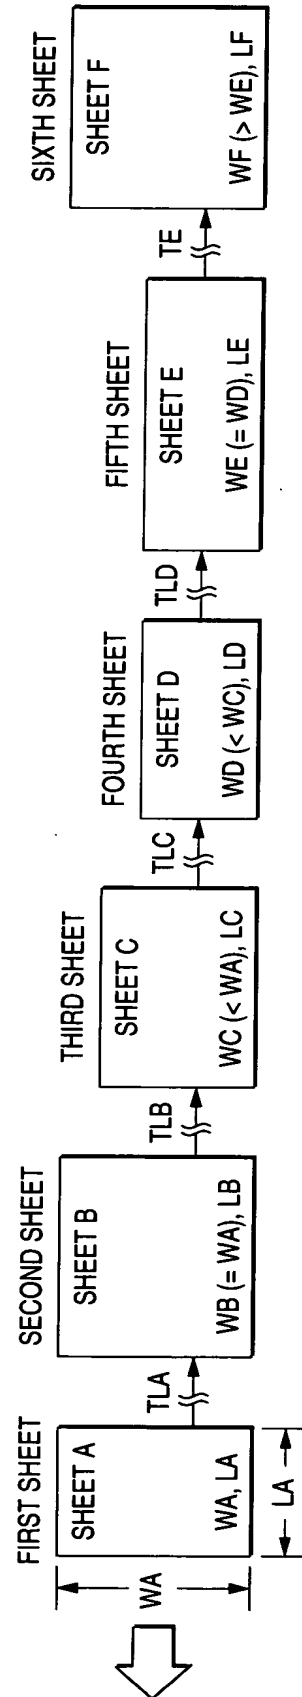 FIRST SHEET
SHEET A
WA, LA
WA
LA
TLA
SECOND SHEET
SHEET B
WB (= WA), LB
TLB
THIRD SHEET
SHEET C
WC (< WA), LC
TLC
FOURTH SHEET
SHEET D
WD (< WC), LD
TLD
FIFTH SHEET
SHEET E
WE (= WD), LE
TE
SIXTH SHEET
SHEET F
WF (> WE), LF